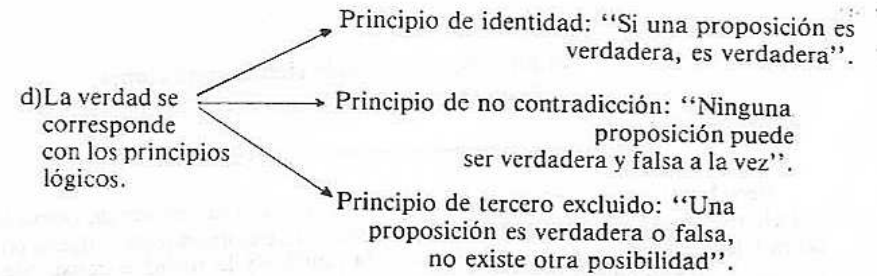 Principio de identidad: “Si una proposición es
verdadera, es verdadera”.
d)La verdad se
corresponde
con los principios
lógicos.
Principio de no contradicción: “Ninguna
proposición puede
ser verdadera y falsa a la vez”.
Principio de tercero excluido: “Una
proposición es verdadera o falsa,
no existe otra posibilidad”.